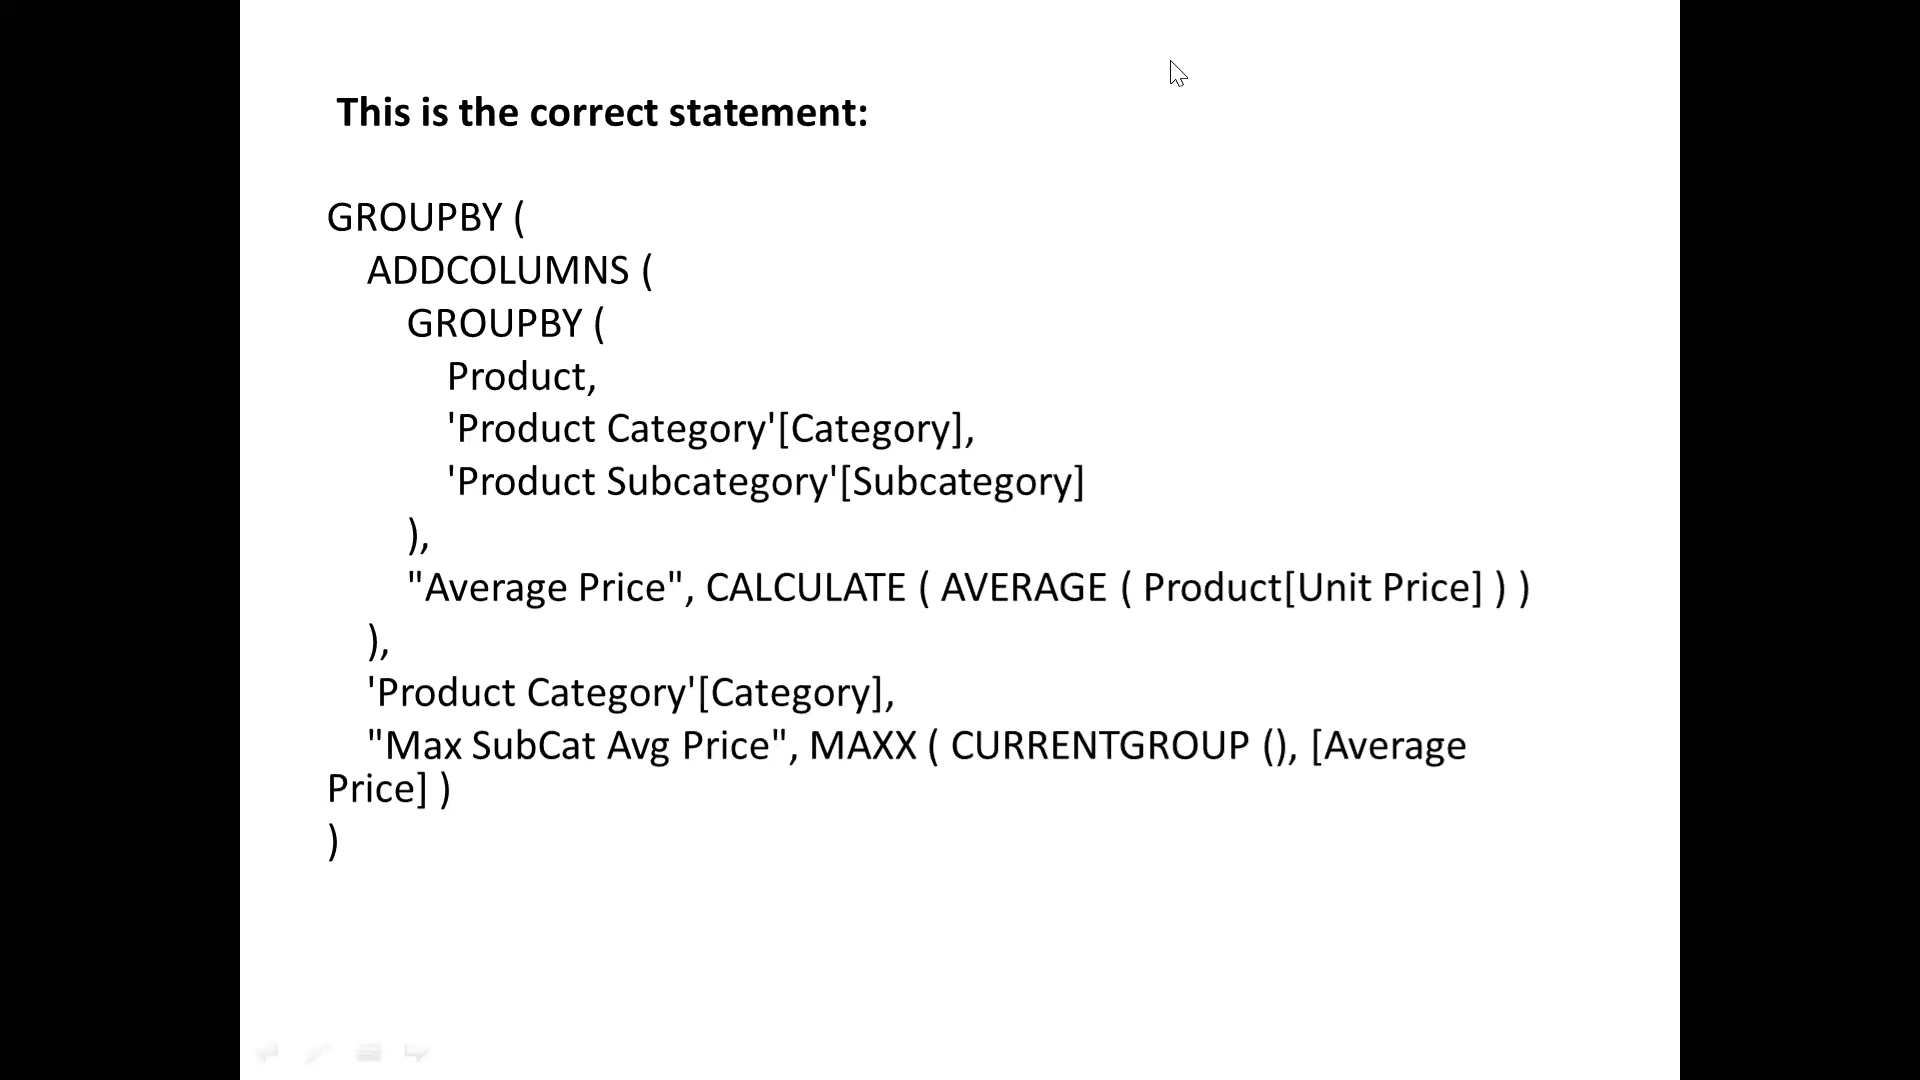 This is the correct statement:
GROUPBY (
ADDCOLUMNS (
GROUPBY (
Product,
'Product Category'[Category],
'Product Subcategory'[Subcategory]
),
"Average Price", CALCULATE ( AVERAGE ( Product[Unit Price] ) )
),
'Product Category'[Category],
"Max SubCat Avg Price", MAXX ( CURRENTGROUP (), [Average
Price] )
)